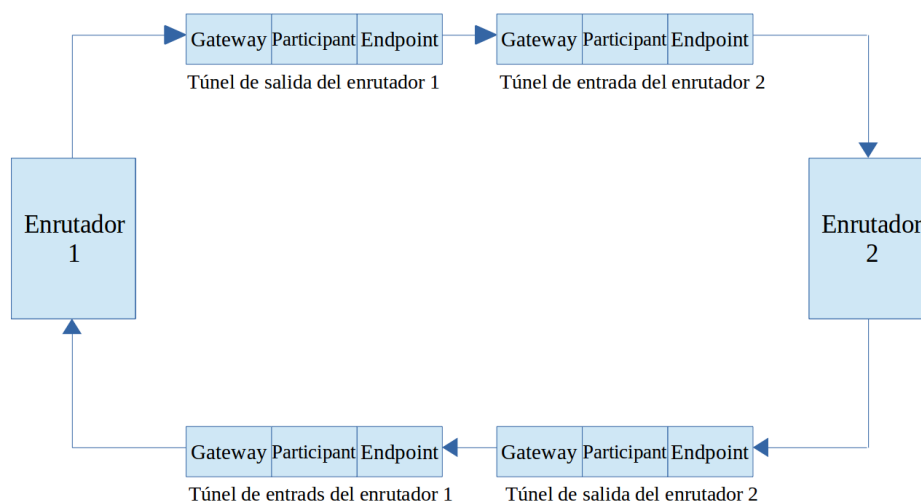 Gateway Participant Endpoint Gateway Participant Endpoint
Túnel de salida del enrutador 1 Túnel de entrada del enrutador 2
Enrutador
1
Enrutador
2
Gateway Participant Endpoint Gateway Participant Endpoint
Túnel de entrads del enrutador 1 Túnel de salida del enrutador 2